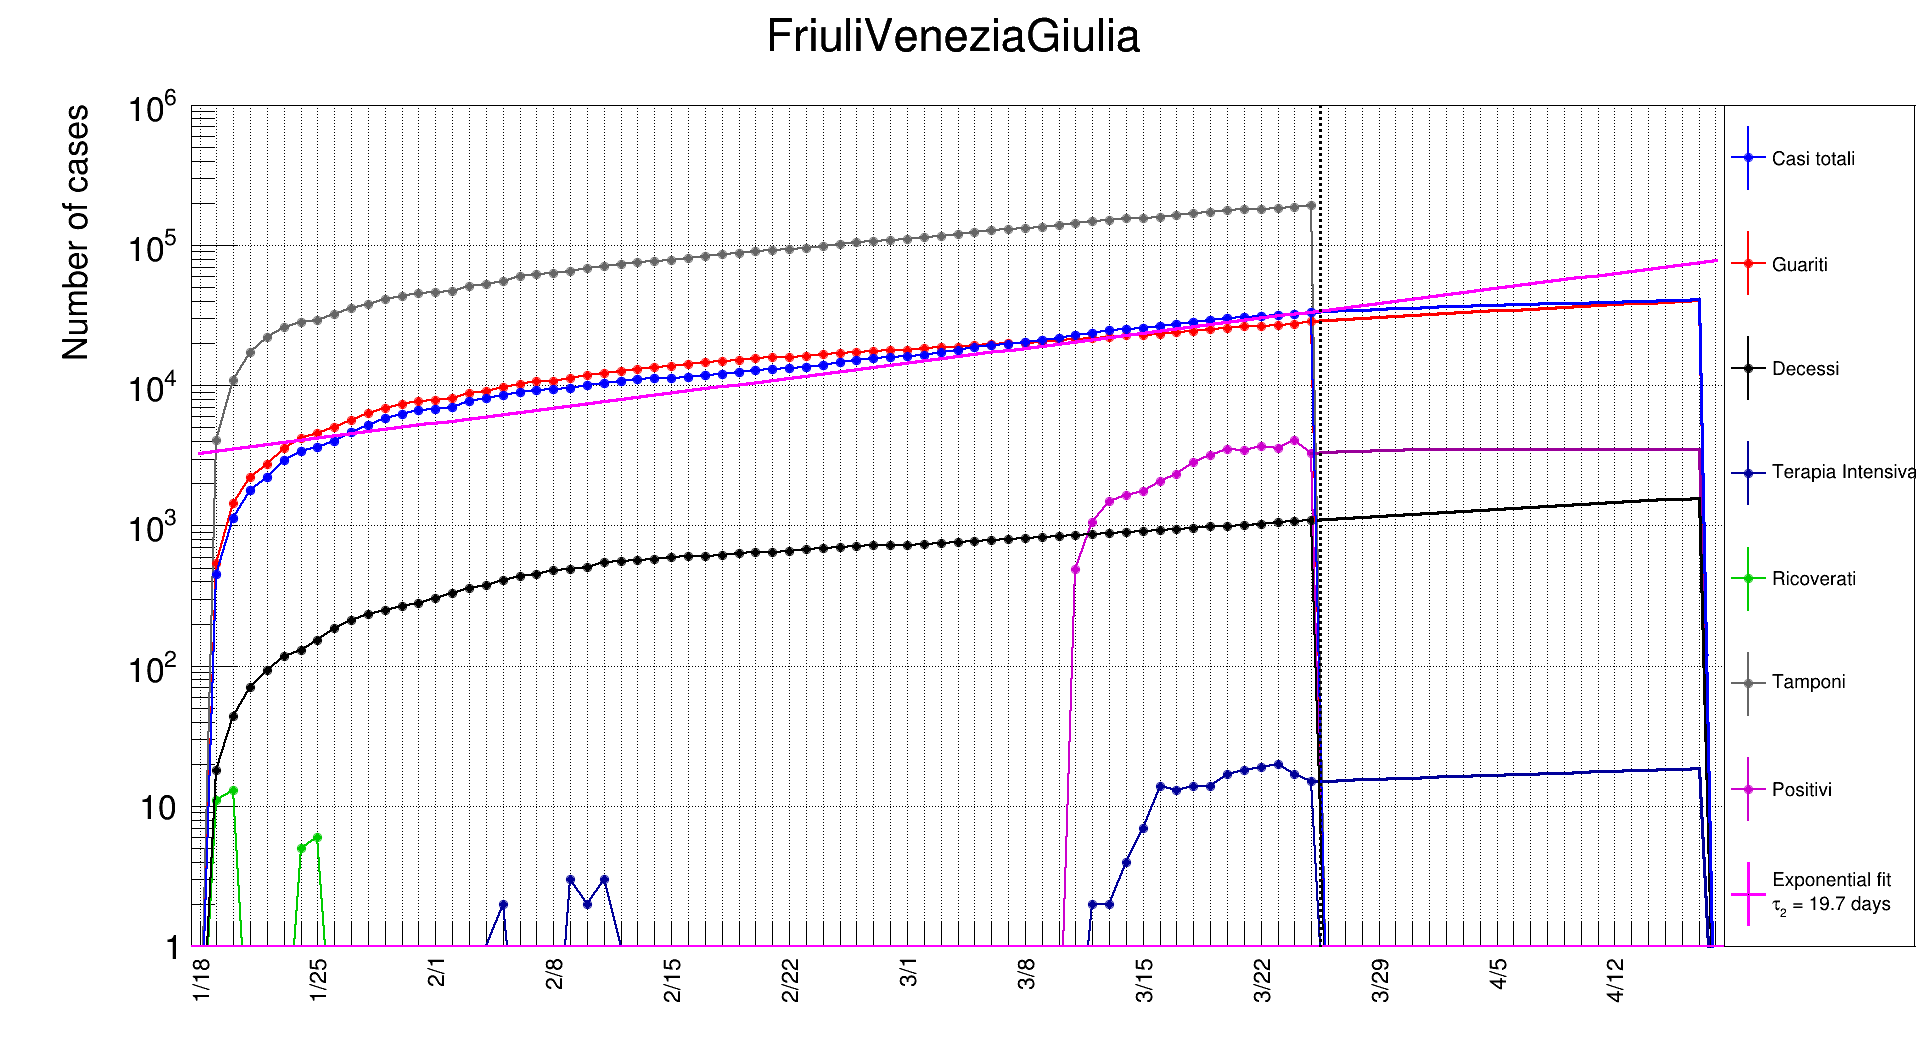 FriuliVeneziaGiulia
Number of cases
10^6
10^5
10^4
10^3
10^2
10
1
1/18
1/25
2/1
2/8
2/15
2/22
3/1
3/8
3/15
3/22
3/29
4/5
4/12
Casi totali
Guariti
Decessi
Terapia Intensiva
Ricoverati
Tamponi
Positivi
Exponential fit
τ_2 = 19.7 days